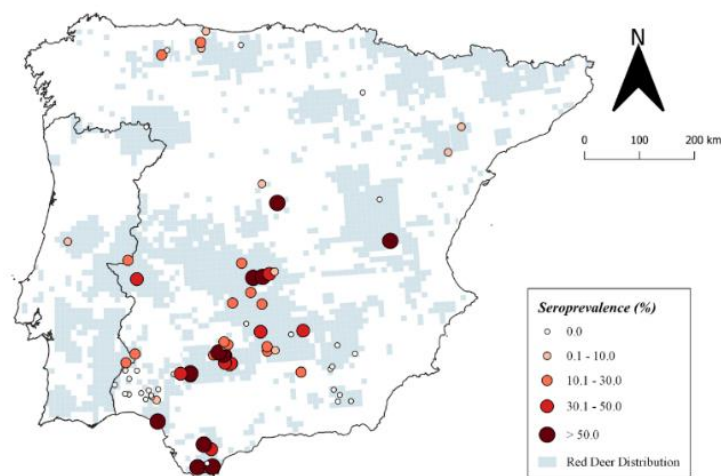 N
0 100 200 km
Seroprevalence (%)
0.0
0.1 - 10.0
10.1 - 30.0
30.1 - 50.0
> 50.0
Red Deer Distribution